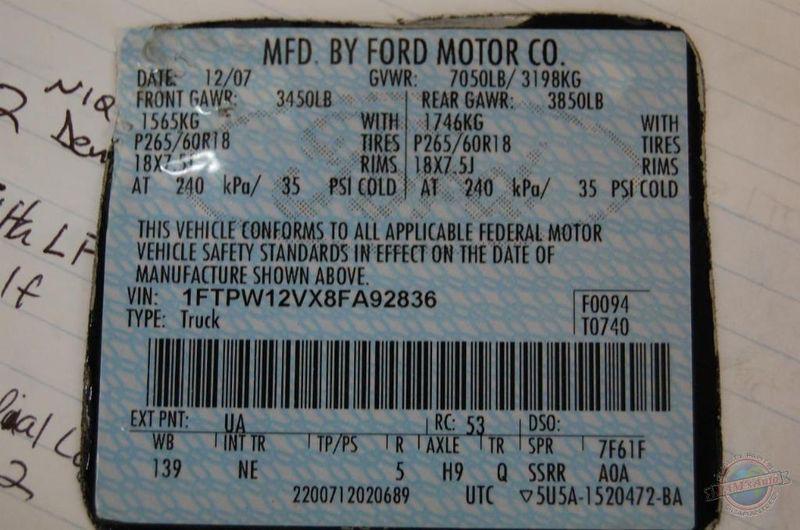 MFD. BY FORD MOTOR CO.
DATE: 12/07 GVWR: 7050LB/ 3198KG
FRONT GAWR: 3450LB REAR GAWR: 3850LB
1565KG WITH 1746KG WITH
P265/60R18 TIRES P265/60R18 TIRES
18X7.5J RIMS 18X7.5J RIMS
AT 240 kPa/ 35 PSI COLD AT 240 kPa/ 35 PSI COLD
THIS VEHICLE CONFORMS TO ALL APPLICABLE FEDERAL MOTOR
VEHICLE SAFETY STANDARDS IN EFFECT ON THE DATE OF
MANUFACTURE SHOWN ABOVE.
VIN: 1FTPW12VX8FA92836 F0094
TYPE: Truck T0740
EXT PNT: UA RC: 53 DSO:
WB INT TR TP/PS R AXLE TR SPR 7F61F
139 NE 5 H9 Q SSRR A0A
2200712020689 UTC ▽5U5A-1520472-BA